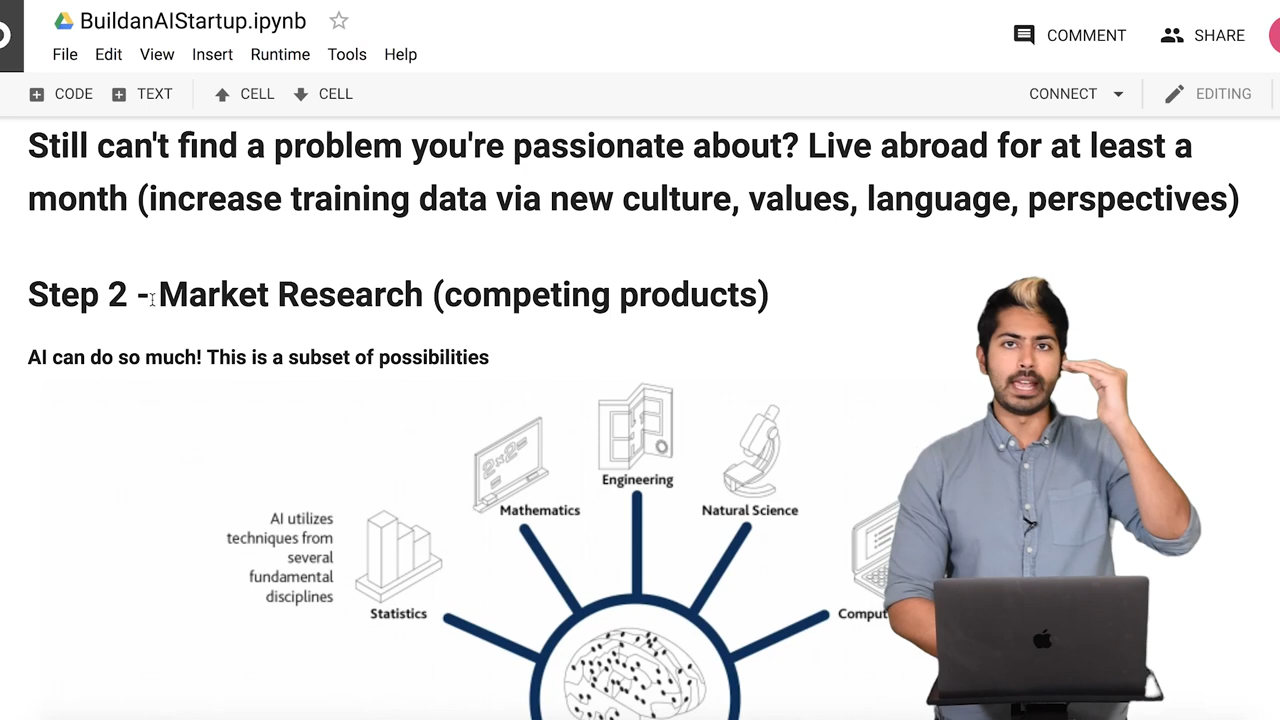 BuildanAIStartup.ipynb
COMMENT
SHARE
File Edit View Insert Runtime Tools Help
CODE TEXT CELL CELL
CONNECT
EDITING
Still can't find a problem you're passionate about? Live abroad for at least a
month (increase training data via new culture, values, language, perspectives)
Step 2 - Market Research (competing products)
AI can do so much! This is a subset of possibilities
Engineering
Mathematics
Natural Science
2×2=
AI utilizes
techniques from
several
fundamental
disciplines
Statistics
Comput